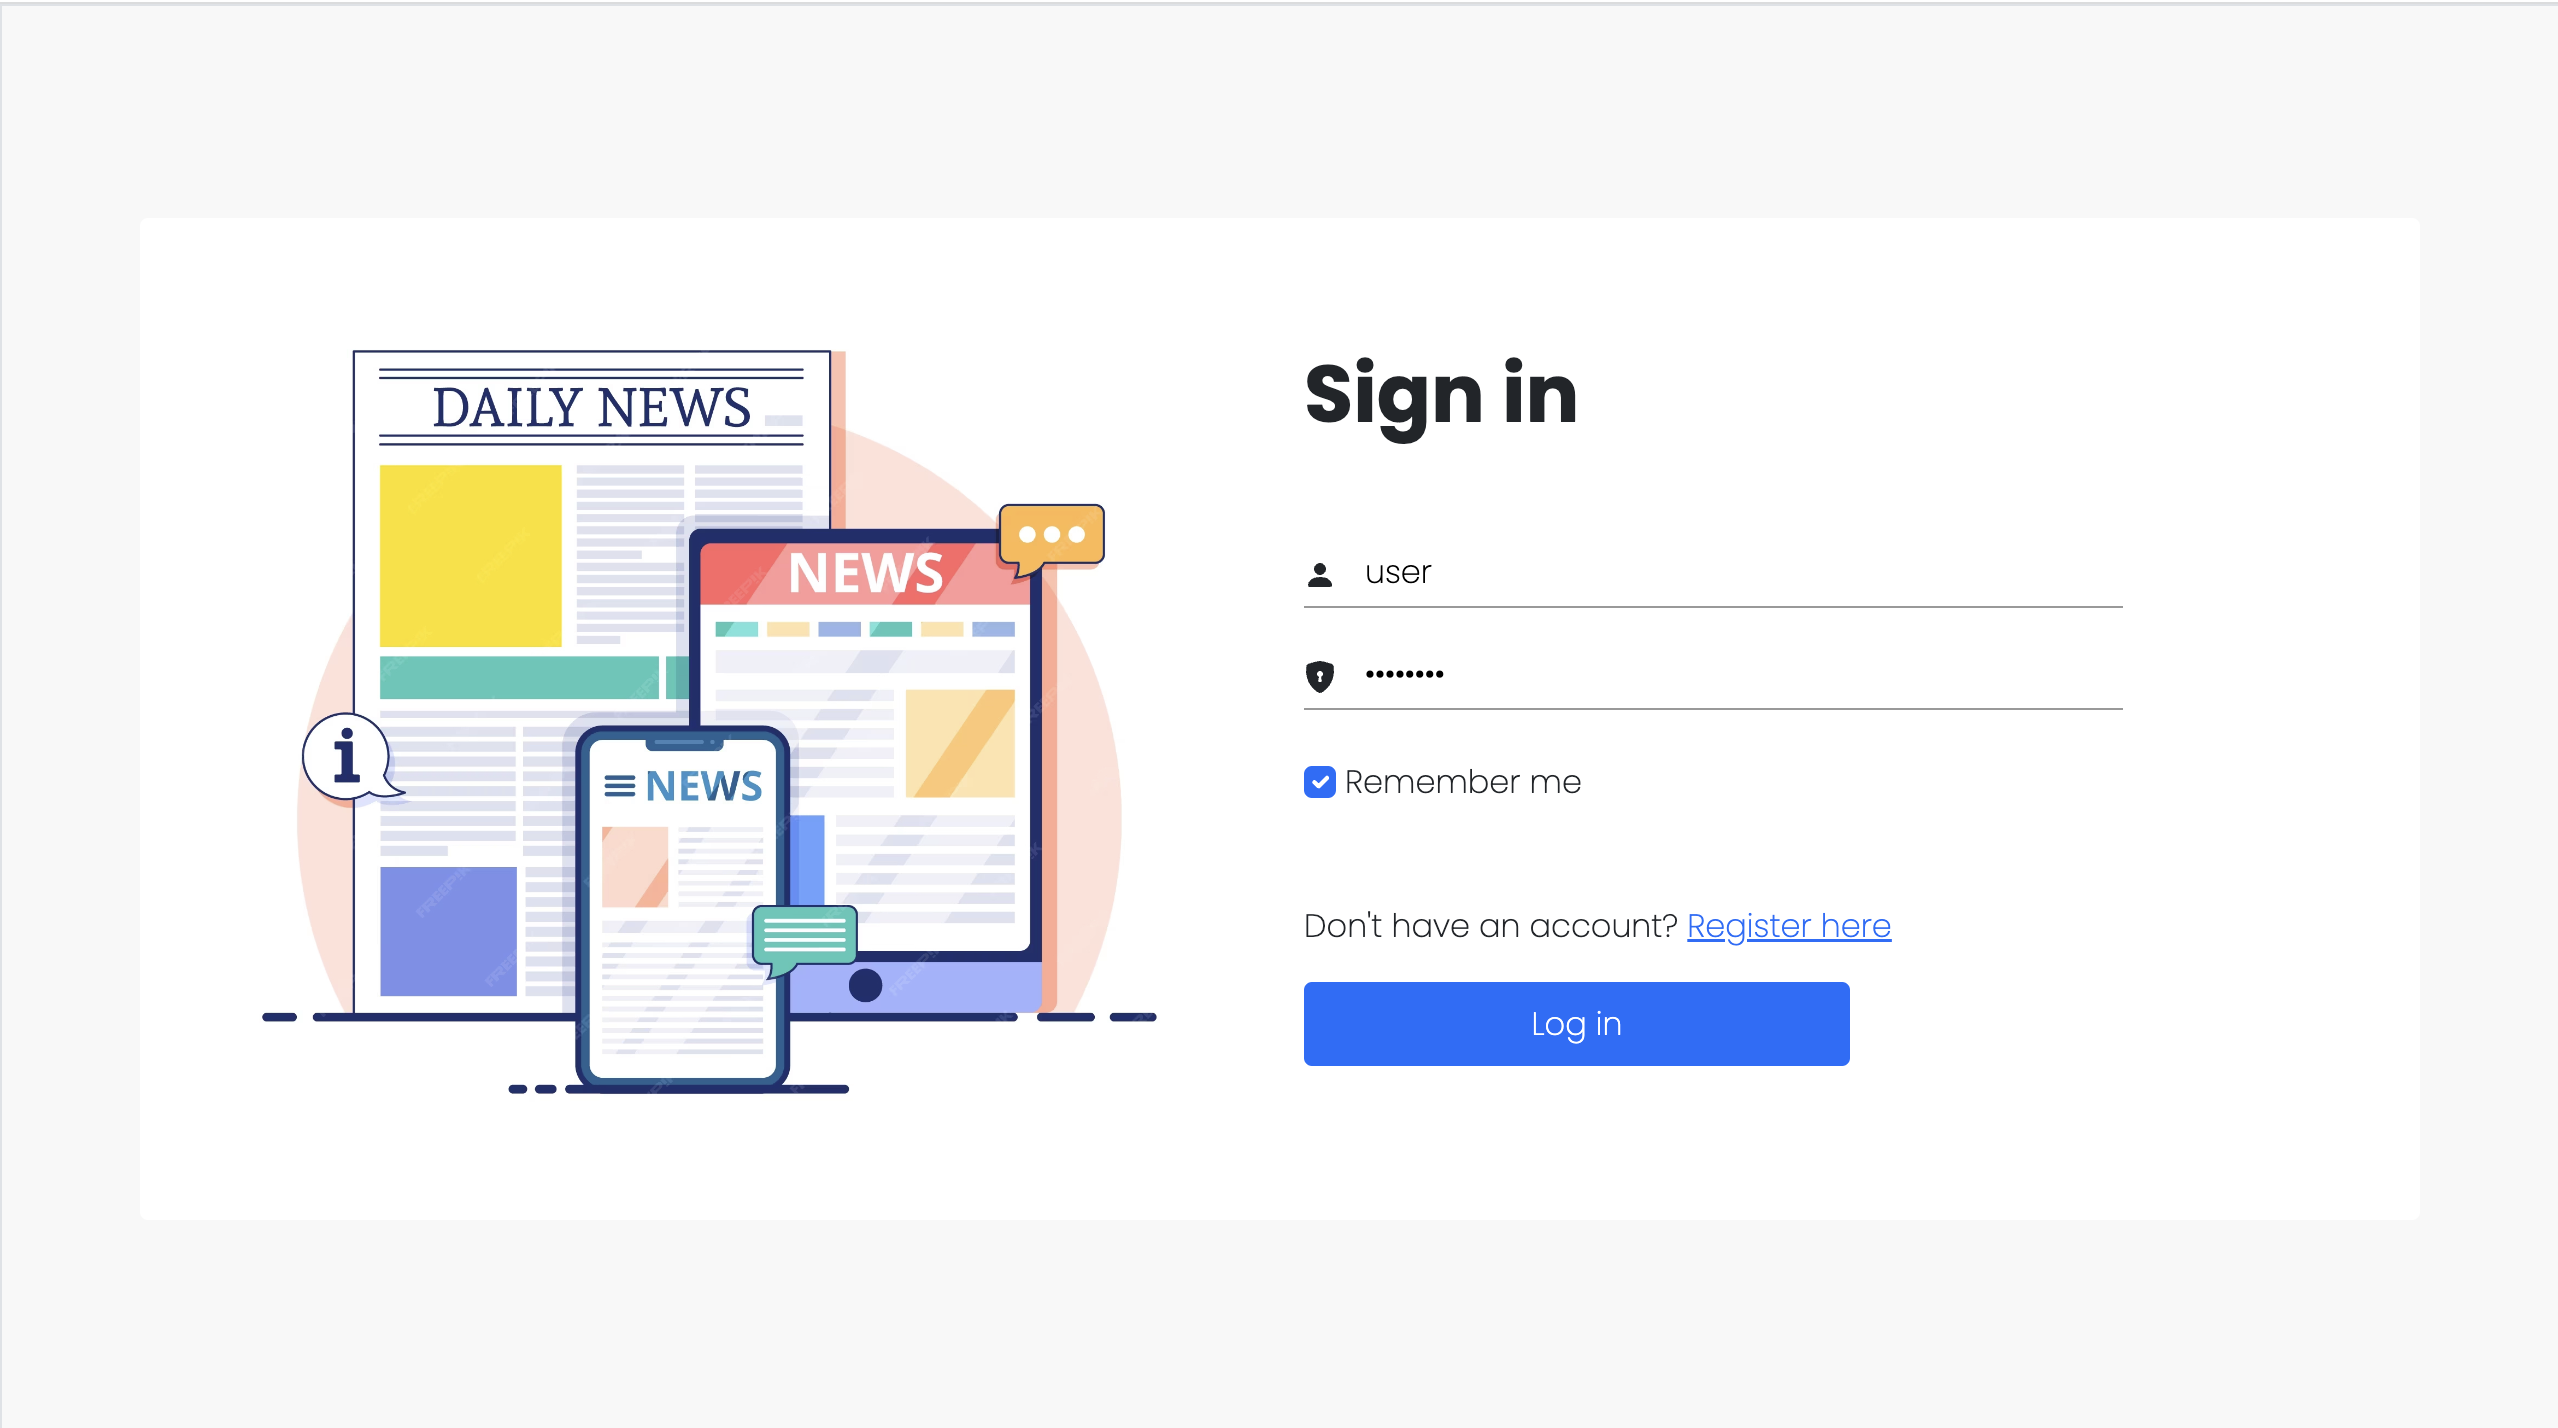 DAILY NEWS
NEWS
NEWS
Sign in
user
••••••••
Remember me
Don't have an account? Register here
Log in